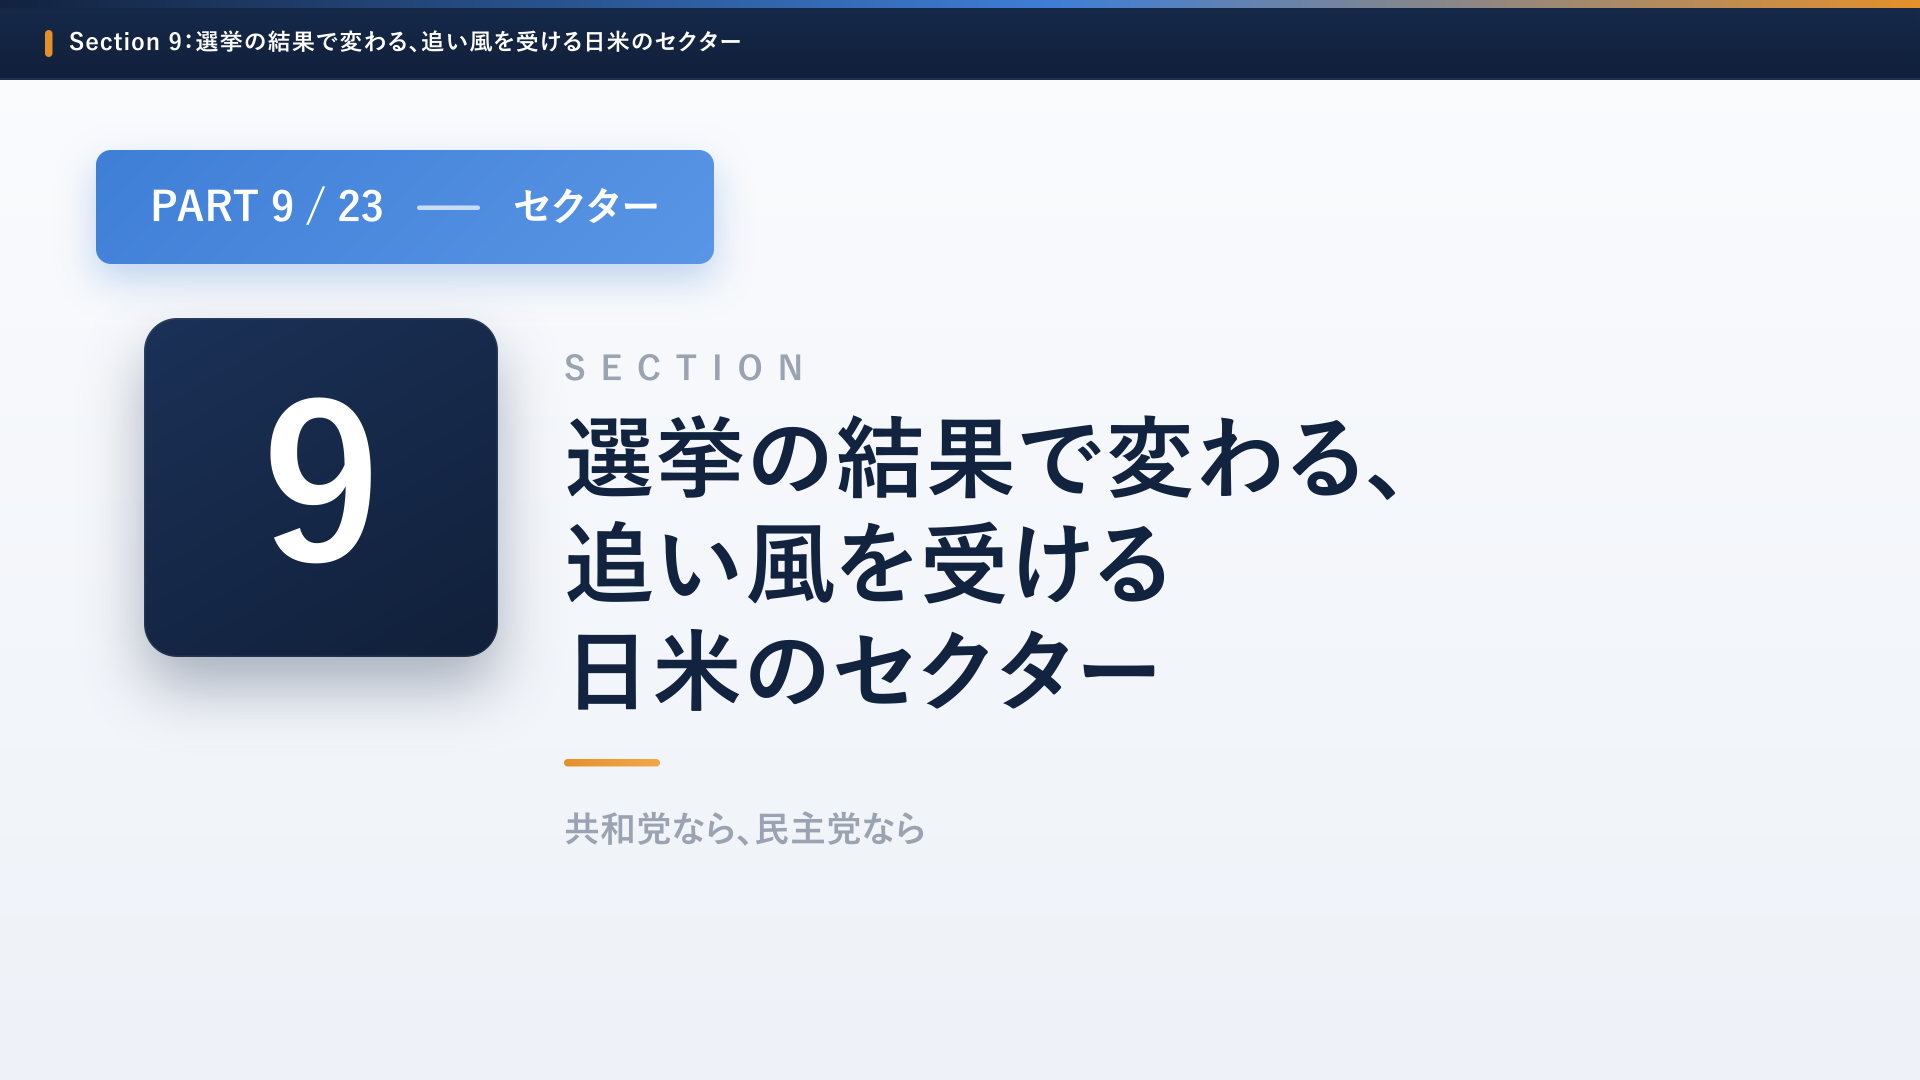 Section 9：選挙の結果で変わる、追い風を受ける日米のセクター
PART 9 / 23 — セクター
9
SECTION
選挙の結果で変わる、
追い風を受ける
日米のセクター
共和党なら、民主党なら